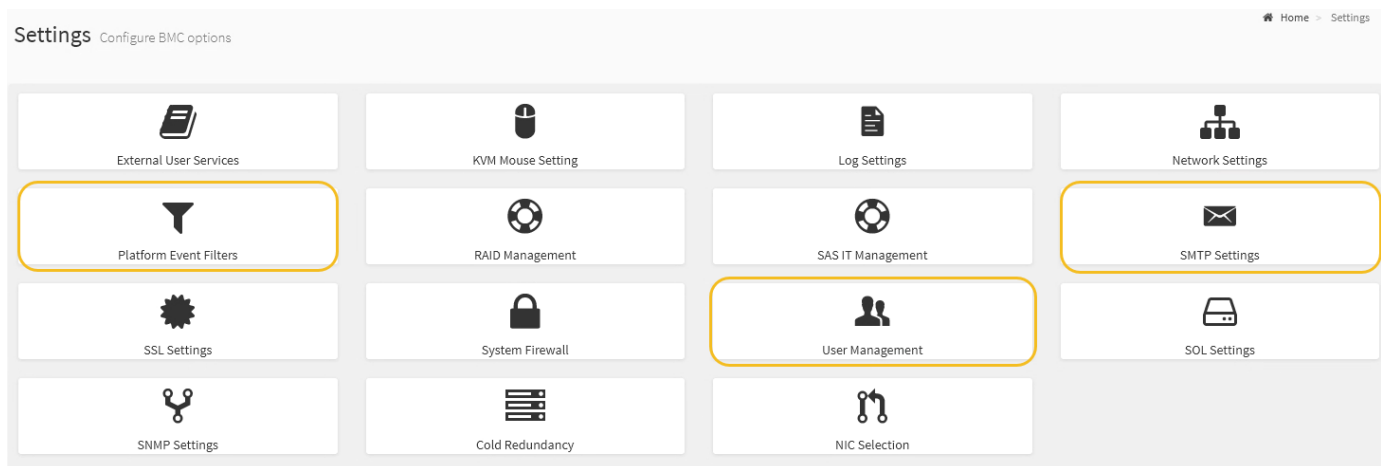 Home > Settings
Settings Configure BMC options
External User Services
KVM Mouse Setting
Log Settings
Network Settings
Platform Event Filters
RAID Management
SAS IT Management
SMTP Settings
SSL Settings
System Firewall
User Management
SOL Settings
SNMP Settings
Cold Redundancy
NIC Selection